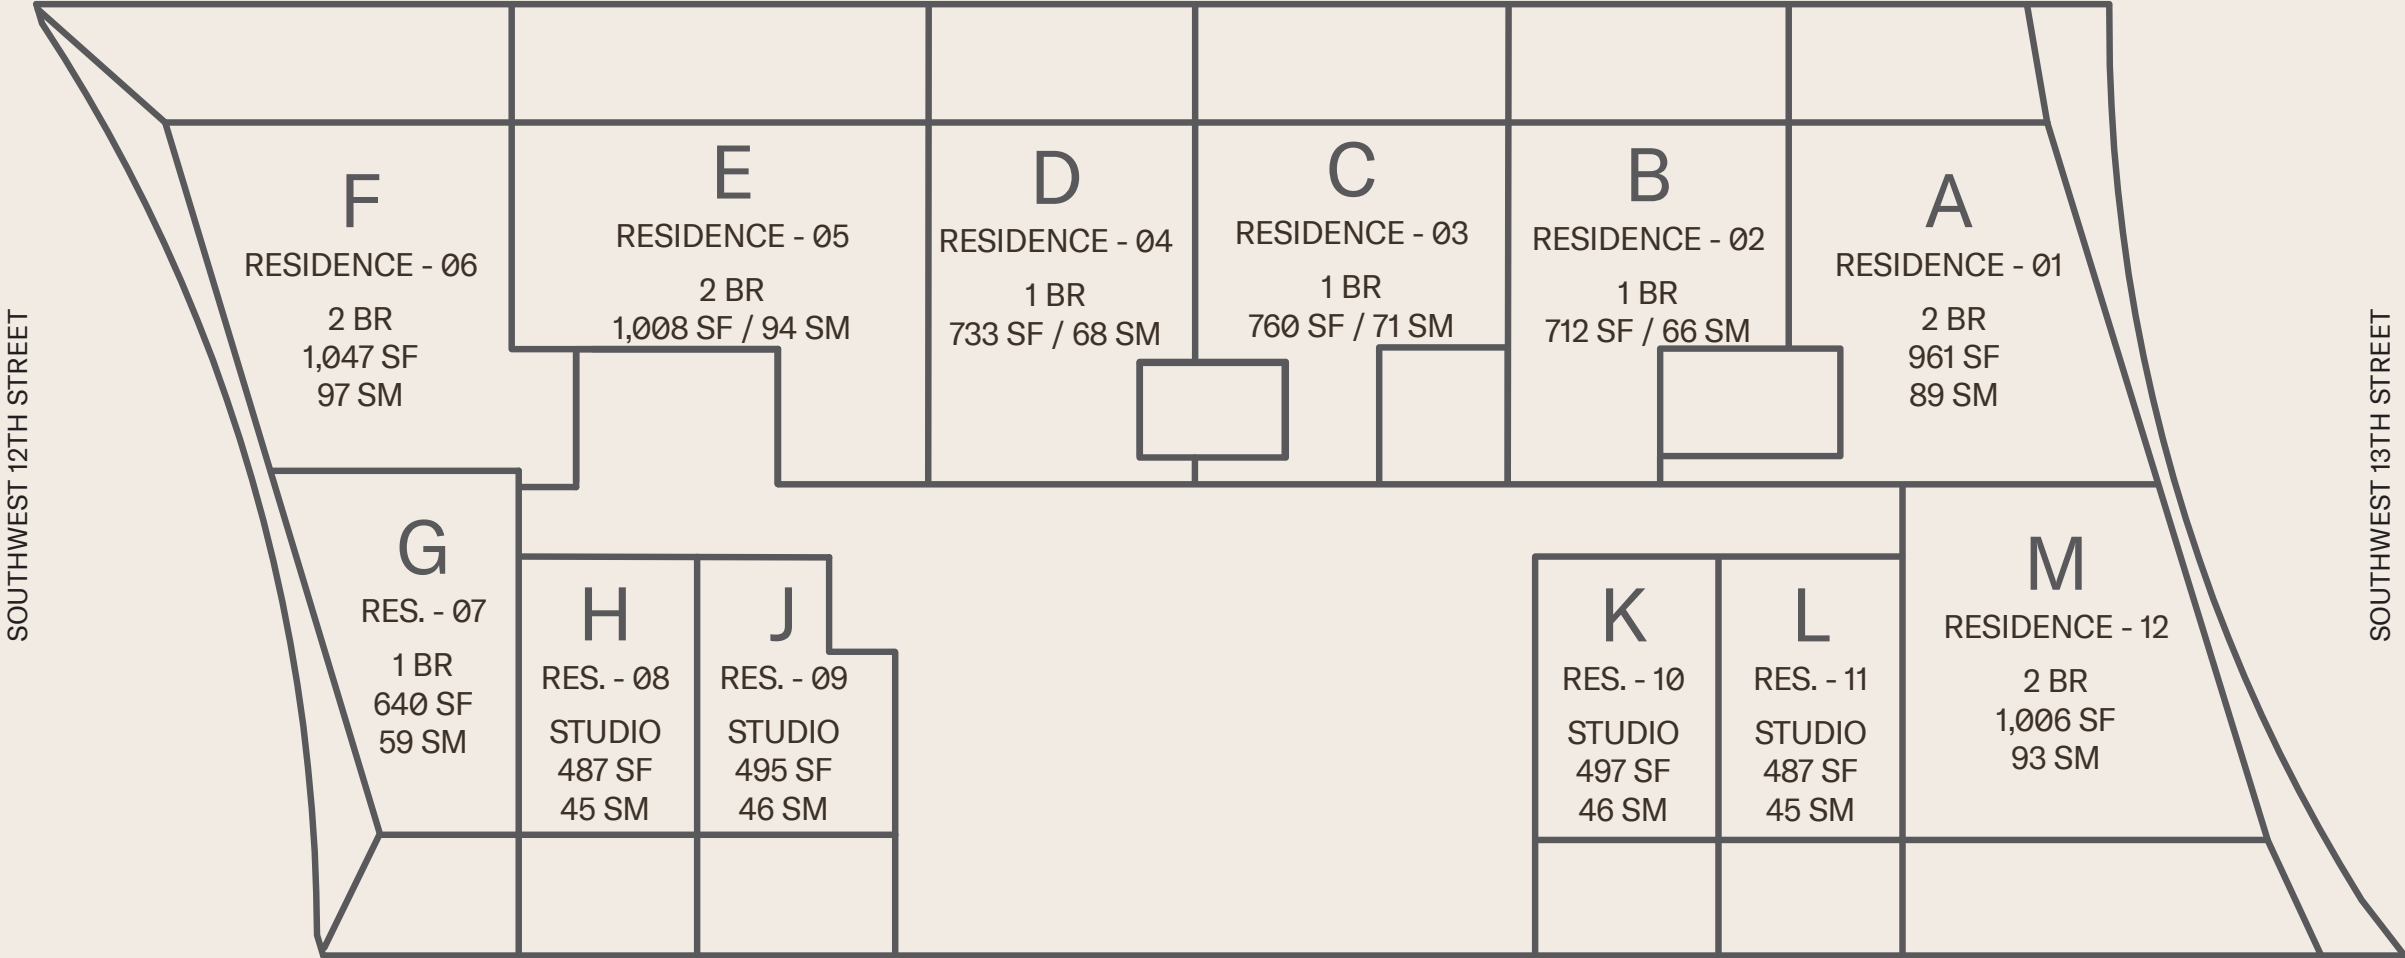 F
RESIDENCE - 06
2 BR
1,047 SF
97 SM
E
RESIDENCE - 05
2 BR
1,008 SF / 94 SM
D
RESIDENCE - 04
1 BR
733 SF / 68 SM
C
RESIDENCE - 03
1 BR
760 SF / 71 SM
B
RESIDENCE - 02
1 BR
712 SF / 66 SM
A
RESIDENCE - 01
2 BR
961 SF
89 SM
SOUTHWEST 12TH STREET
SOUTHWEST 13TH STREET
G
RES. - 07
1 BR
640 SF
59 SM
H
RES. - 08
STUDIO
487 SF
45 SM
J
RES. - 09
STUDIO
495 SF
46 SM
K
RES. - 10
STUDIO
497 SF
46 SM
L
RES. - 11
STUDIO
487 SF
45 SM
M
RESIDENCE - 12
2 BR
1,006 SF
93 SM